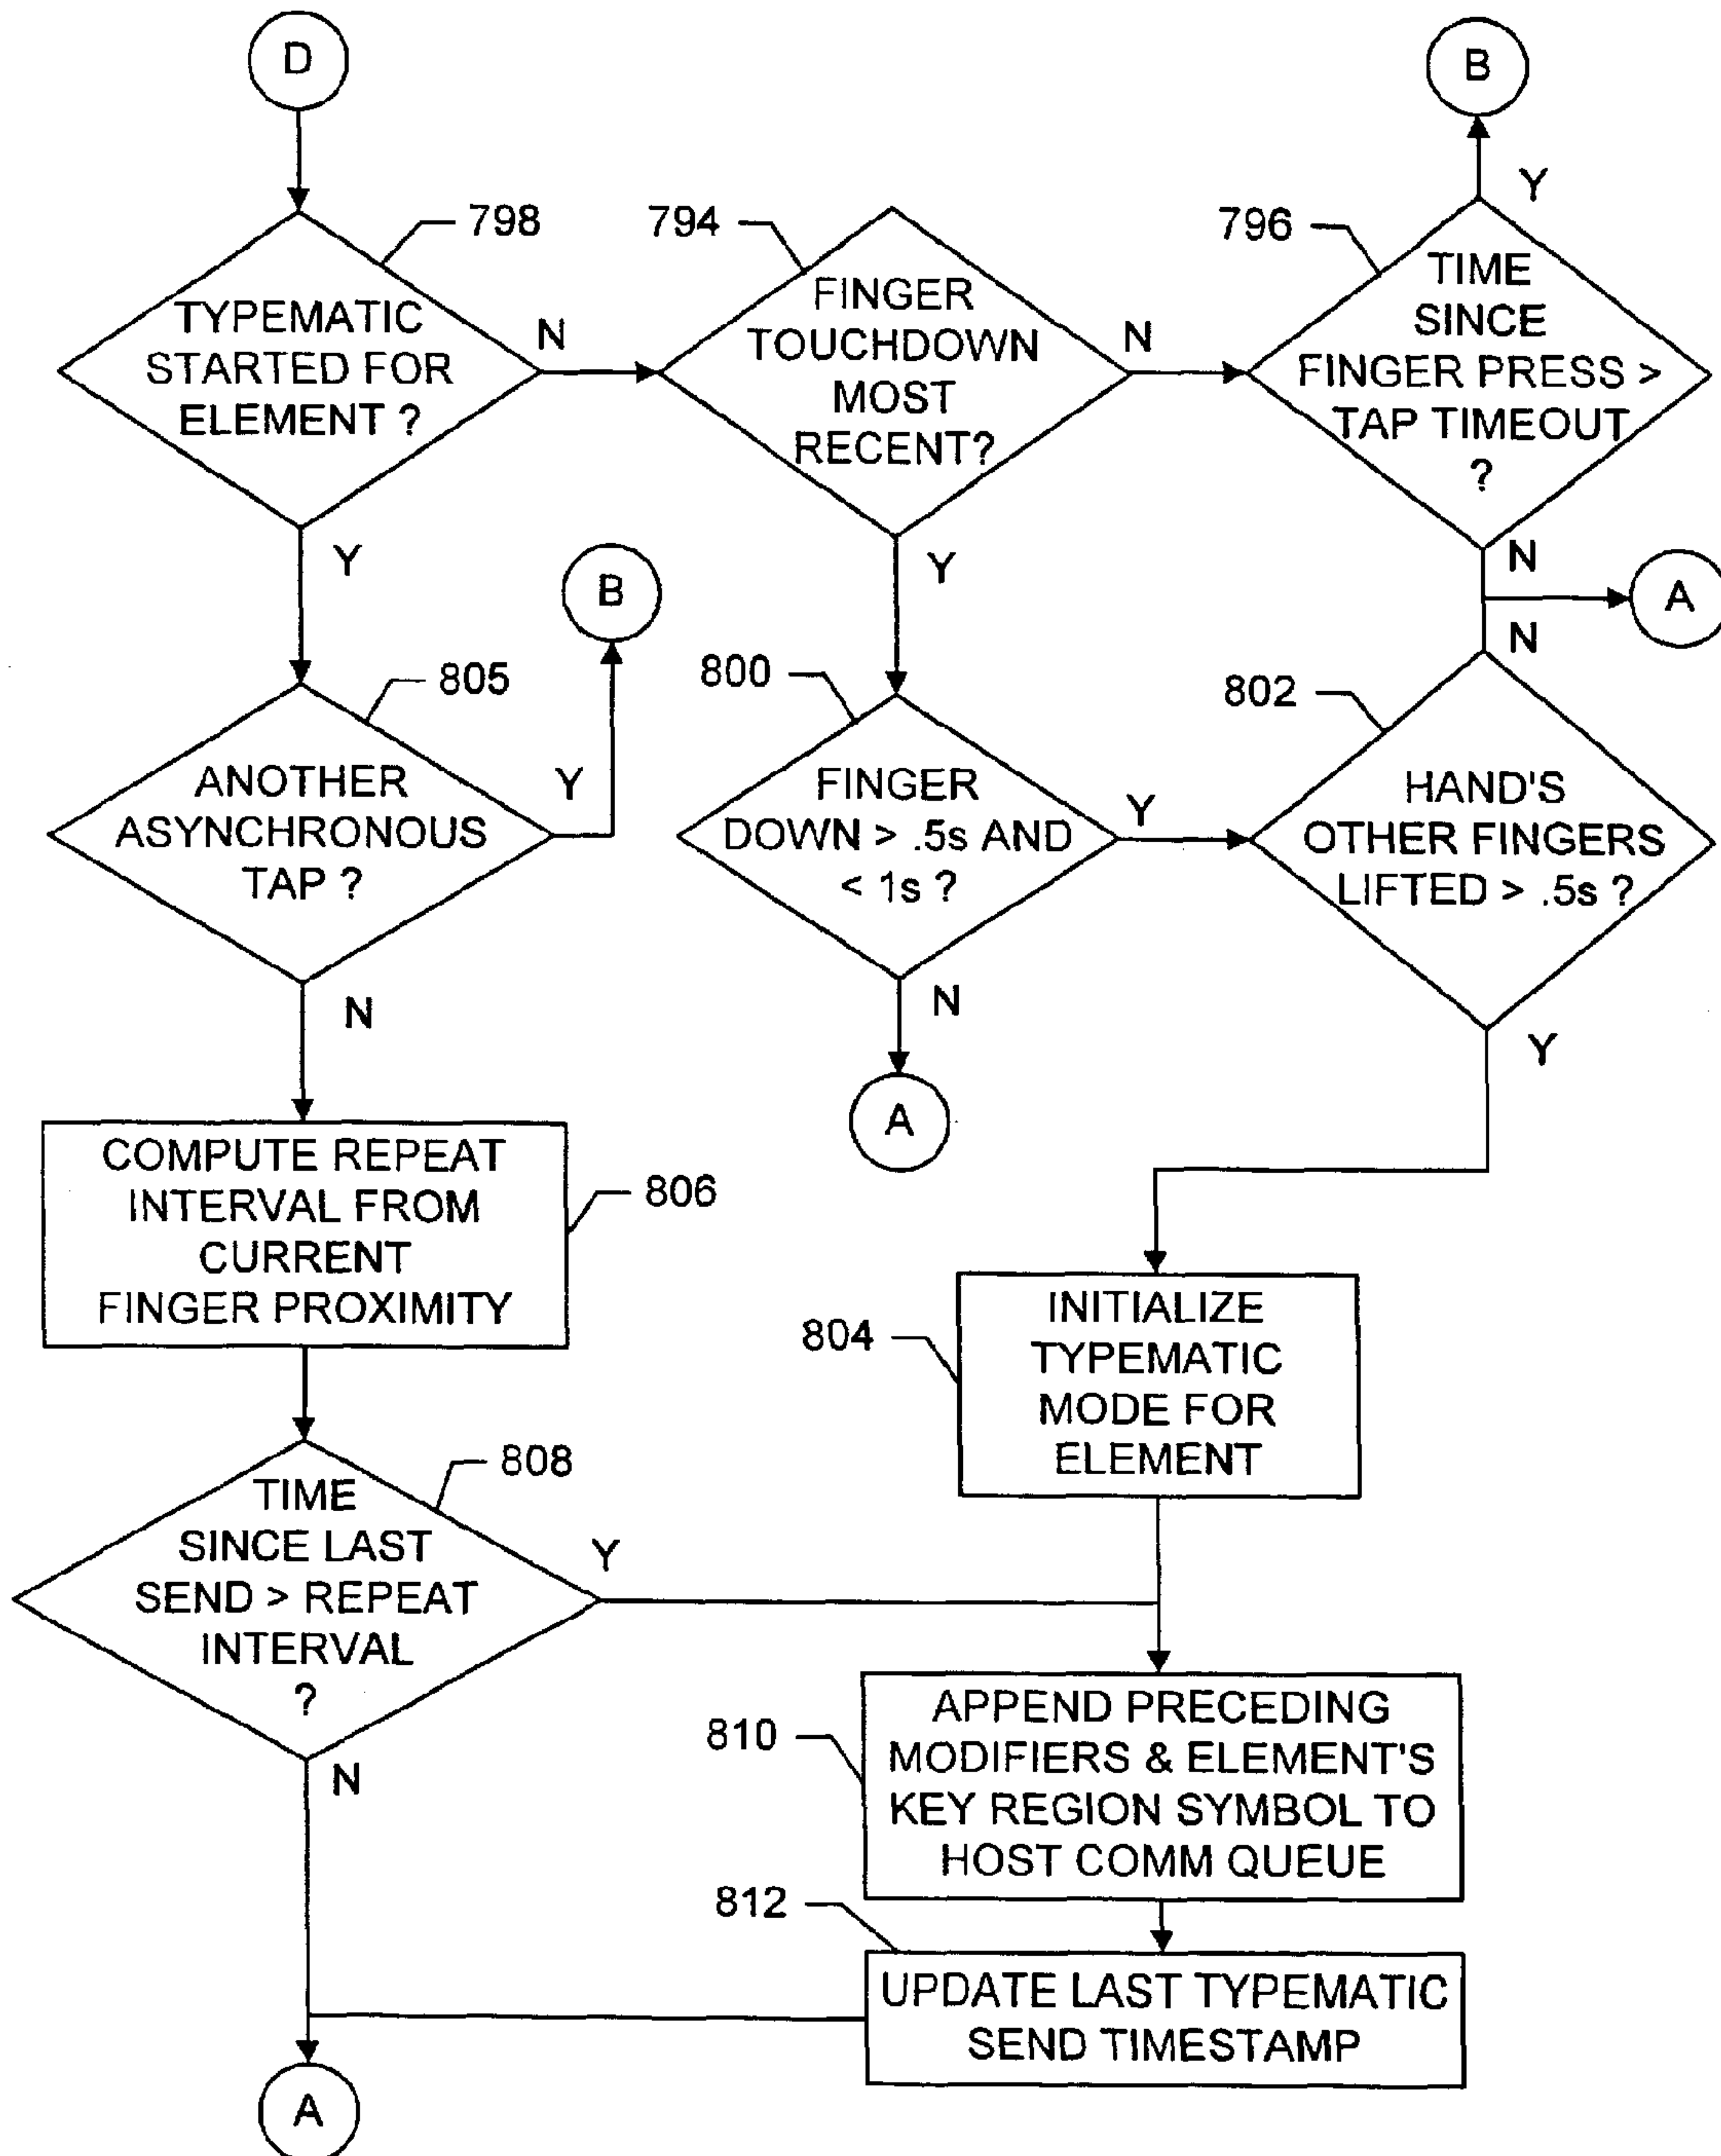 D
B
798
794
796
TYPEMATIC
STARTED FOR
ELEMENT ?
N
Y
FINGER
TOUCHDOWN
MOST
RECENT?
N
Y
Y
TIME
SINCE
FINGER PRESS >
TAP TIMEOUT
?
N
A
B
805
ANOTHER
ASYNCHRONOUS
TAP ?
Y
N
800
FINGER
DOWN > .5s AND
< 1s ?
Y
N
A
802
N
HAND'S
OTHER FINGERS
LIFTED > .5s ?
Y
COMPUTE REPEAT
INTERVAL FROM
CURRENT
FINGER PROXIMITY
806
804
INITIALIZE
TYPEMATIC
MODE FOR
ELEMENT
808
TIME
SINCE LAST
SEND > REPEAT
INTERVAL
?
Y
N
810
APPEND PRECEDING
MODIFIERS & ELEMENT'S
KEY REGION SYMBOL TO
HOST COMM QUEUE
812
UPDATE LAST TYPEMATIC
SEND TIMESTAMP
A